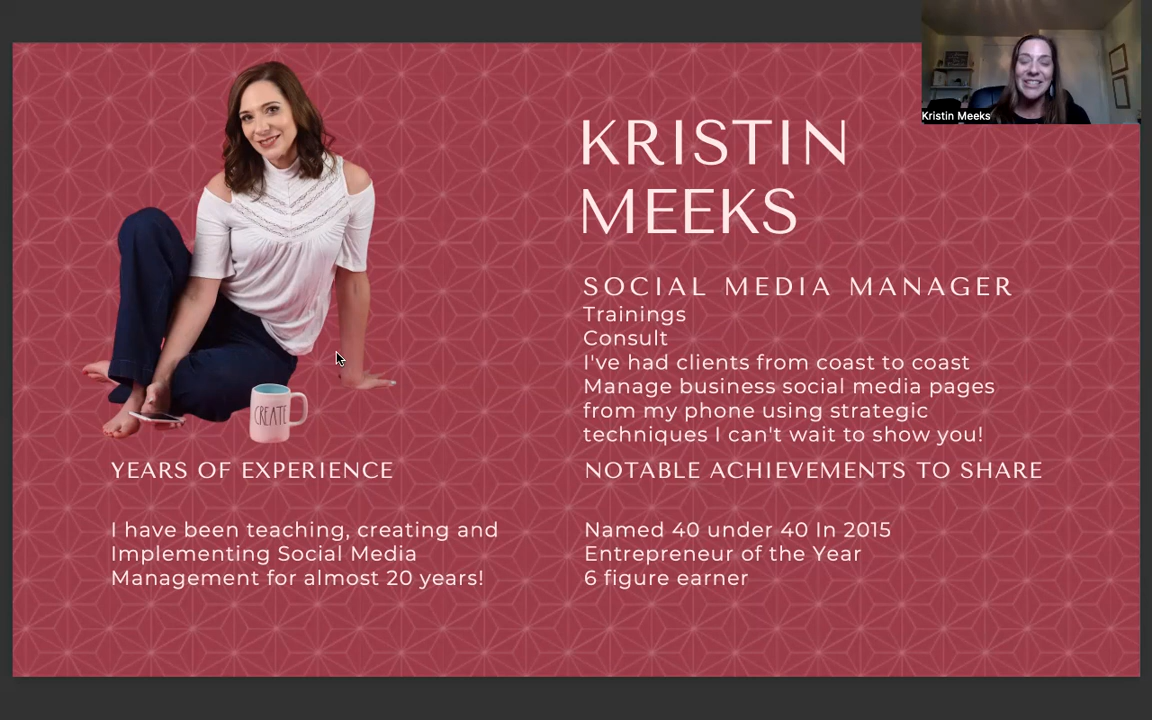 Kristin Meeks
KRISTIN
MEEKS
SOCIAL MEDIA MANAGER
Trainings
Consult
I've had clients from coast to coast
Manage business social media pages
from my phone using strategic
techniques I can't wait to show you!
CREATE
YEARS OF EXPERIENCE
I have been teaching, creating and
Implementing Social Media
Management for almost 20 years!
NOTABLE ACHIEVEMENTS TO SHARE
Named 40 under 40 In 2015
Entrepreneur of the Year
6 figure earner